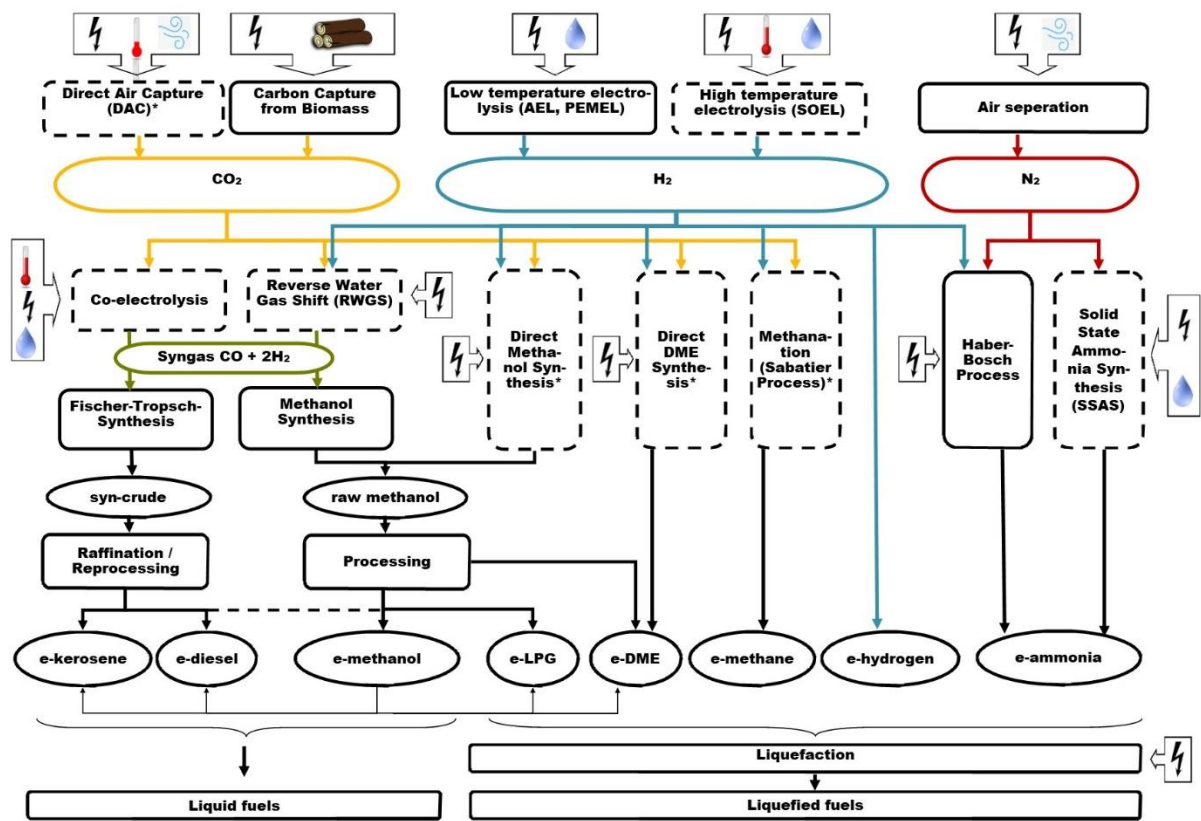 Direct Air Capture
(DAC)*
Carbon Capture
from Biomass
Low temperature electro-
lysis (AEL, PEMEL)
High temperature
electrolysis (SOEL)
Air seperation
CO₂
H₂
N₂
Co-electrolysis
Reverse Water
Gas Shift (RWGS)
Direct
Metha-
nol Syn-
thesis*
Direct
DME
Synthe-
sis*
Methan-
ation
(Sabatier
Process)*
Haber-
Bosch
Process
Solid
State
Ammo-
nia Syn-
thesis
(SSAS)
Syngas CO + 2H₂
Fischer-Tropsch-
Synthesis
Methanol
Synthesis
syn-crude
raw methanol
Raffination /
Reprocessing
Processing
e-kerosene
e-diesel
e-methanol
e-LPG
e-DME
e-methane
e-hydrogen
e-ammonia
Liquefaction
Liquid fuels
Liquefied fuels